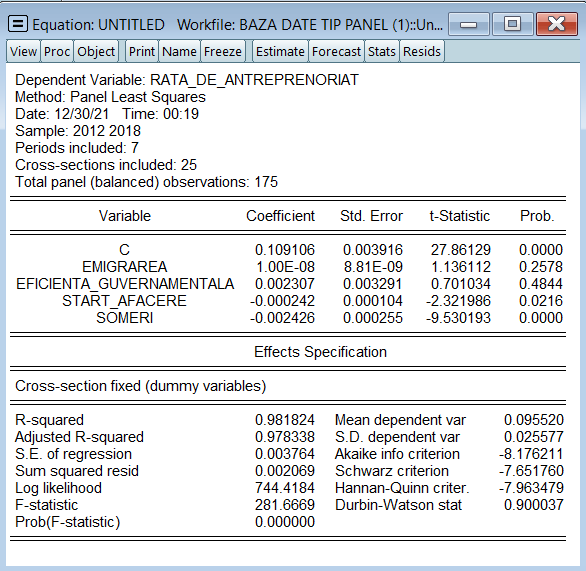 Equation: UNTITLED Workfile: BAZA DATE TIP PANEL (1)::Un...
View Proc Object Print Name Freeze Estimate Forecast Stats Resids
Dependent Variable: RATA_DE_ANTREPRENORIAT
Method: Panel Least Squares
Date: 12/30/21 Time: 00:19
Sample: 2012 2018
Periods included: 7
Cross-sections included: 25
Total panel (balanced) observations: 175
Variable Coefficient Std. Error t-Statistic Prob.
C 0.109106 0.003916 27.86129 0.0000
EMIGRAREA 1.00E-08 8.81E-09 1.136112 0.2578
EFICIENTA_GUVERNAMENTALA 0.002307 0.003291 0.701034 0.4844
START_AFACERE -0.000242 0.000104 -2.321986 0.0216
SOMERI -0.002426 0.000255 -9.530193 0.0000
Effects Specification
Cross-section fixed (dummy variables)
R-squared 0.981824 Mean dependent var 0.095520
Adjusted R-squared 0.978338 S.D. dependent var 0.025577
S.E. of regression 0.003764 Akaike info criterion -8.176211
Sum squared resid 0.002069 Schwarz criterion -7.651760
Log likelihood 744.4184 Hannan-Quinn criter. -7.963479
F-statistic 281.6669 Durbin-Watson stat 0.900037
Prob(F-statistic) 0.000000